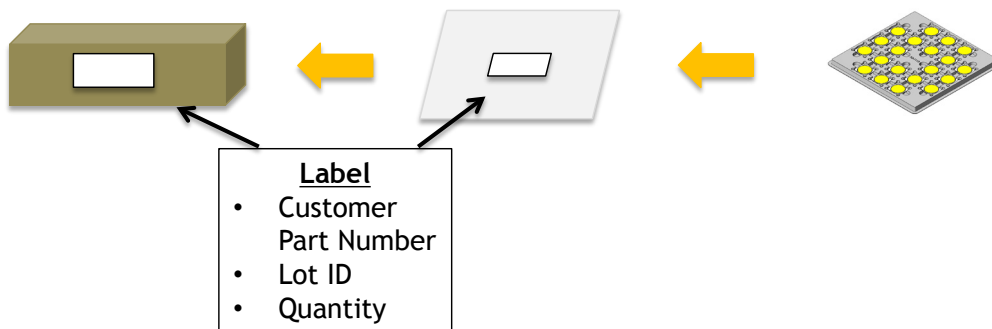 Label
• Customer
Part Number
• Lot ID
• Quantity